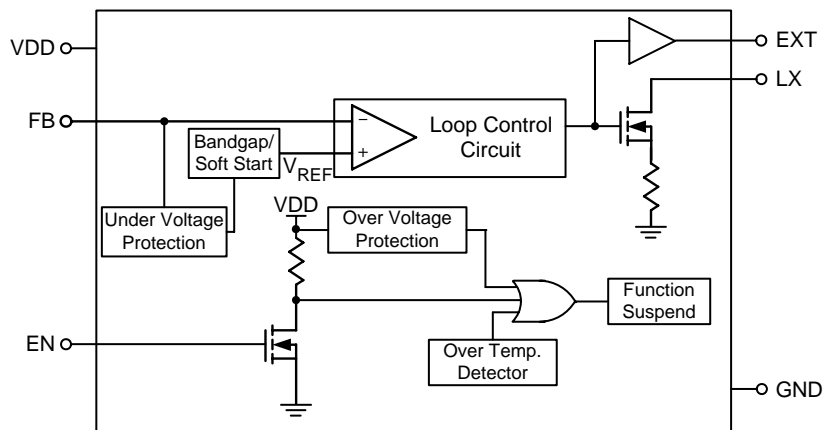 VDD
EXT
LX
FB
Bandgap/
Soft Start
−
+
VREF
Loop Control
Circuit
Under Voltage
Protection
VDD
Over Voltage
Protection
Function
Suspend
EN
Over Temp.
Detector
GND